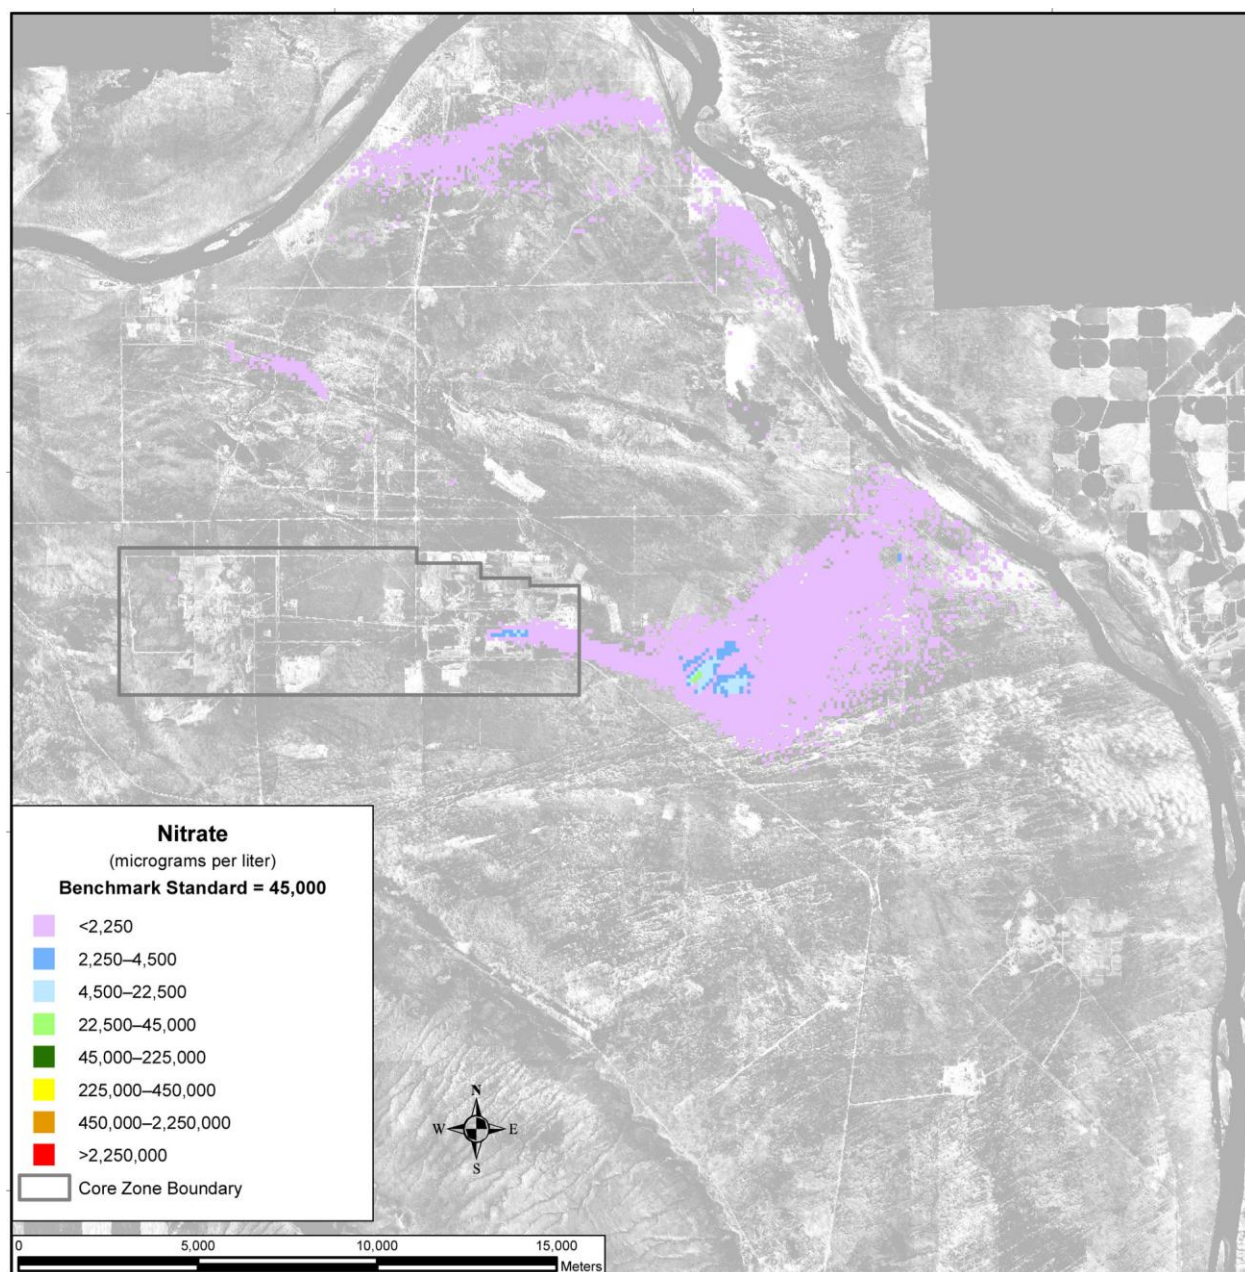 Nitrate
(micrograms per liter)
Benchmark Standard = 45,000
<2,250
2,250–4,500
4,500–22,500
22,500–45,000
45,000–225,000
225,000–450,000
450,000–2,250,000
>2,250,000
Core Zone Boundary
N
W E
S
0 5,000 10,000 15,000
Meters